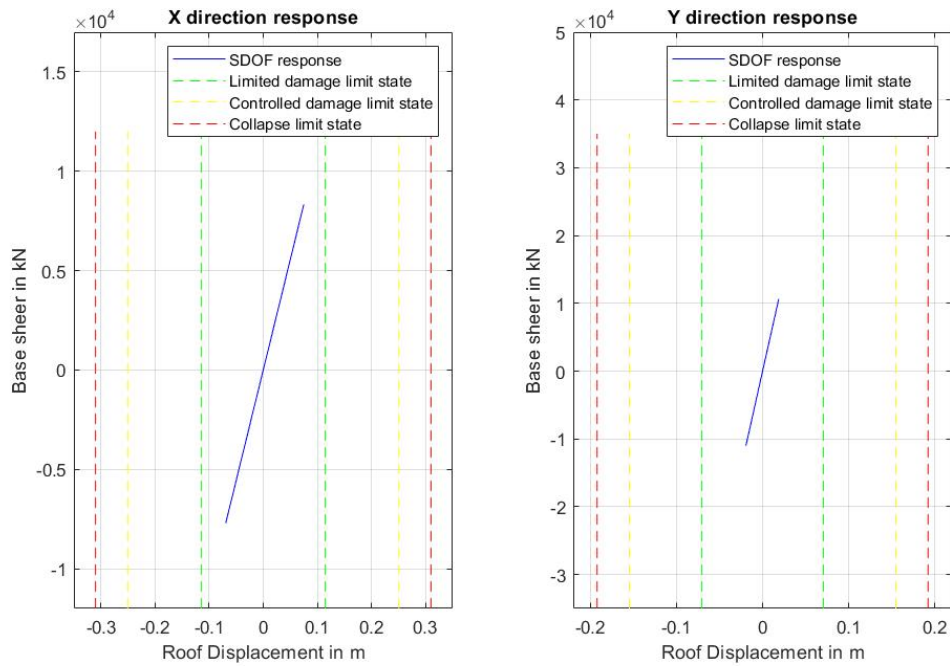 X direction response
×10⁴
SDOF response
Limited damage limit state
Controlled damage limit state
Collapse limit state
1.5
1
0.5
0
-0.5
-1
Base sheer in kN
-0.3 -0.2 -0.1 0 0.1 0.2 0.3
Roof Displacement in m
Y direction response
×10⁴
SDOF response
Limited damage limit state
Controlled damage limit state
Collapse limit state
5
4
3
2
1
0
-1
-2
-3
Base sheer in kN
-0.2 -0.1 0 0.1 0.2
Roof Displacement in m